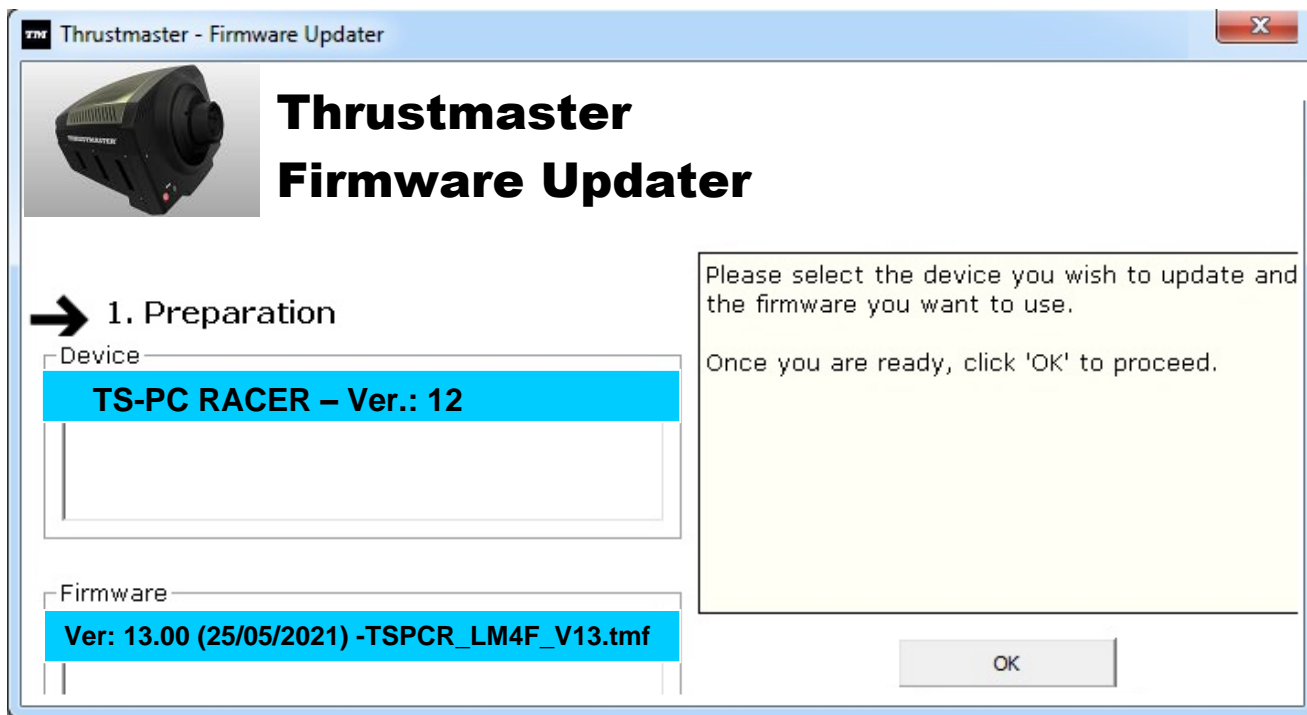 TM Thrustmaster - Firmware Updater
THRUSTMASTER
Thrustmaster
Firmware Updater
1. Preparation
Device
TS-PC RACER – Ver.: 12
Firmware
Ver: 13.00 (25/05/2021) -TSPCR_LM4F_V13.tmf
Please select the device you wish to update and
the firmware you want to use.
Once you are ready, click 'OK' to proceed.
OK